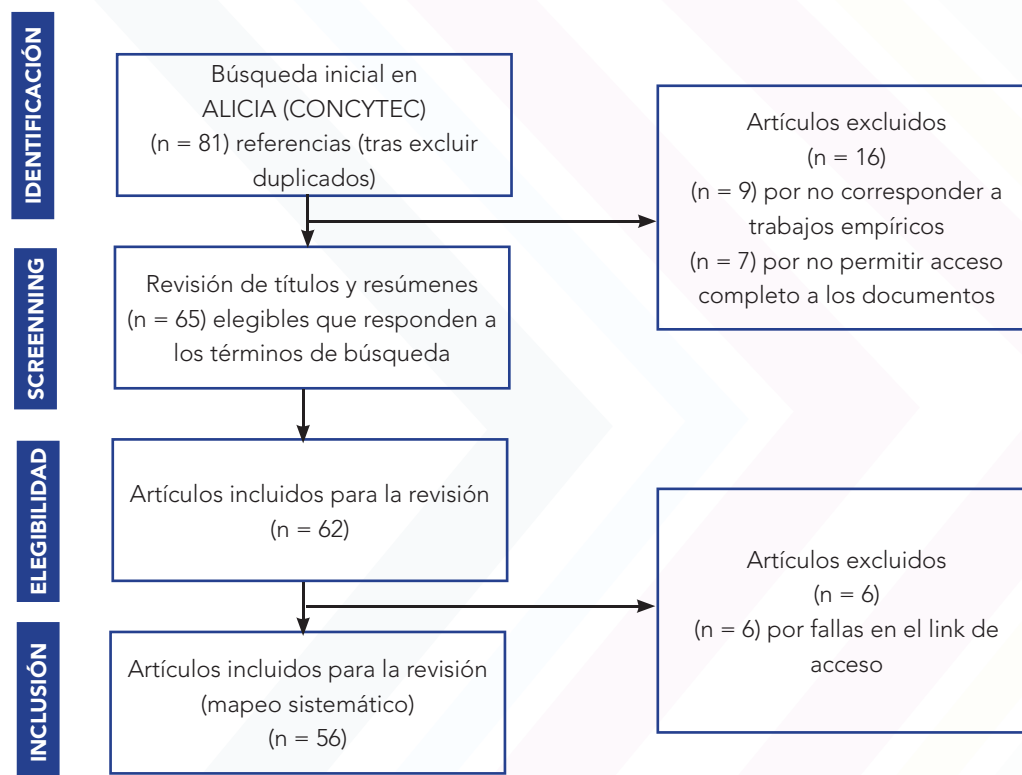 IDENTIFICACIÓN
Búsqueda inicial en
ALICIA (CONCYTEC)
(n = 81) referencias (tras excluir
duplicados)
Artículos excluidos
(n = 16)
(n = 9) por no corresponder a
trabajos empíricos
(n = 7) por no permitir acceso
completo a los documentos
SCREENNING
Revisión de títulos y resúmenes
(n = 65) elegibles que responden a
los términos de búsqueda
ELEGIBILIDAD
Artículos incluidos para la revisión
(n = 62)
Artículos excluidos
(n = 6)
(n = 6) por fallas en el link de
acceso
INCLUSIÓN
Artículos incluidos para la revisión
(mapeo sistemático)
(n = 56)